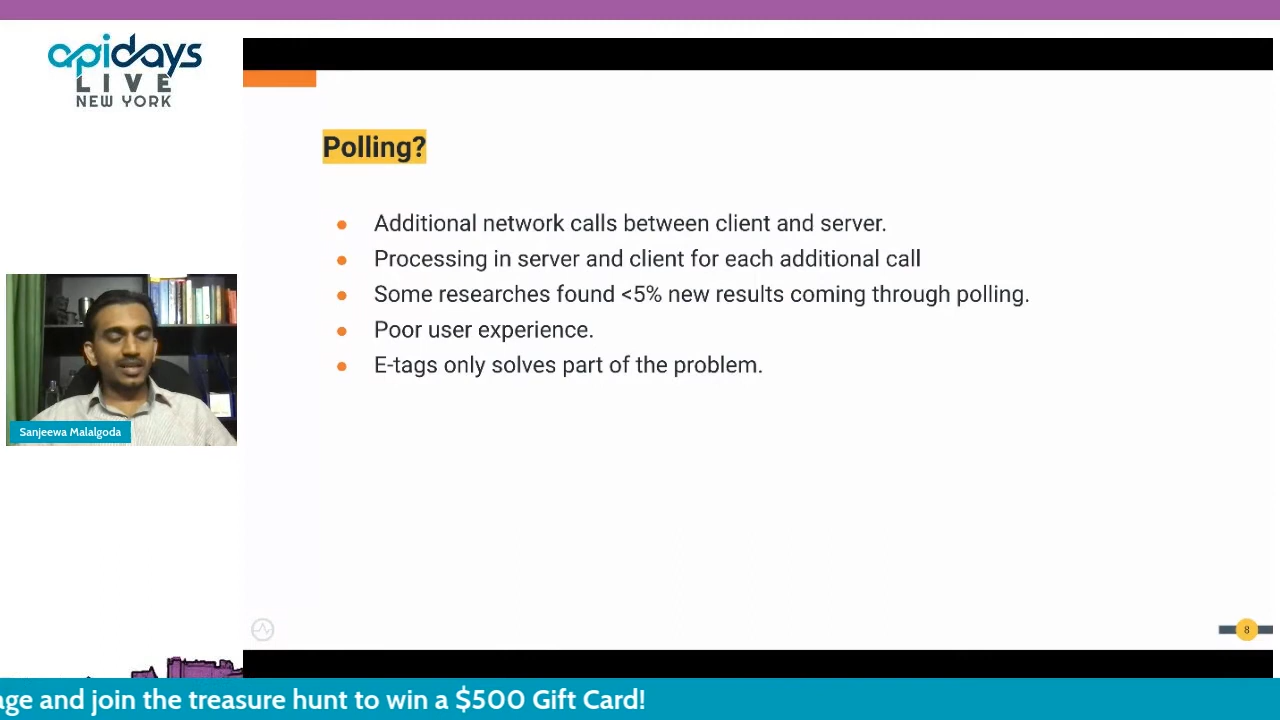 apidays
LIVE
NEW YORK
Polling?
Additional network calls between client and server.
Processing in server and client for each additional call
Some researches found <5% new results coming through polling.
Poor user experience.
E-tags only solves part of the problem.
Sanjeewa Malalgoda
8
and join the treasure hunt to win a $500 Gift Card!